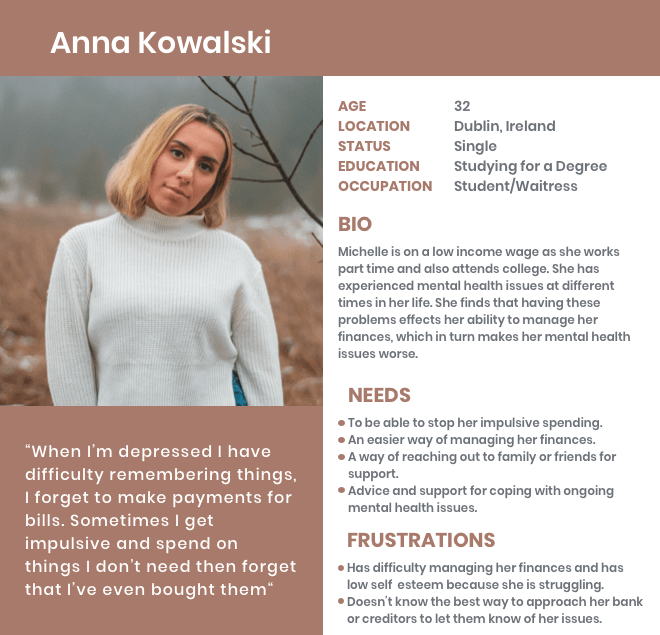 Anna Kowalski
AGE 32
LOCATION Dublin, Ireland
STATUS Single
EDUCATION Studying for a Degree
OCCUPATION Student/Waitress
BIO
Michelle is on a low income wage as she works
part time and also attends college. She has
experienced mental health issues at different
times in her life. She finds that having these
problems effects her ability to manage her
finances, which in turn makes her mental health
issues worse.
NEEDS
To be able to stop her impulsive spending.
An easier way of managing her finances.
A way of reaching out to family or friends for
support.
Advice and support for coping with ongoing
mental health issues.
FRUSTRATIONS
Has difficulty managing her finances and has
low self esteem because she is struggling.
Doesn't know the best way to approach her bank
or creditors to let them know of her issues.
“When I’m depressed I have
difficulty remembering things,
I forget to make payments for
bills. Sometimes I get
impulsive and spend on
things I don’t need then forget
that I’ve even bought them“